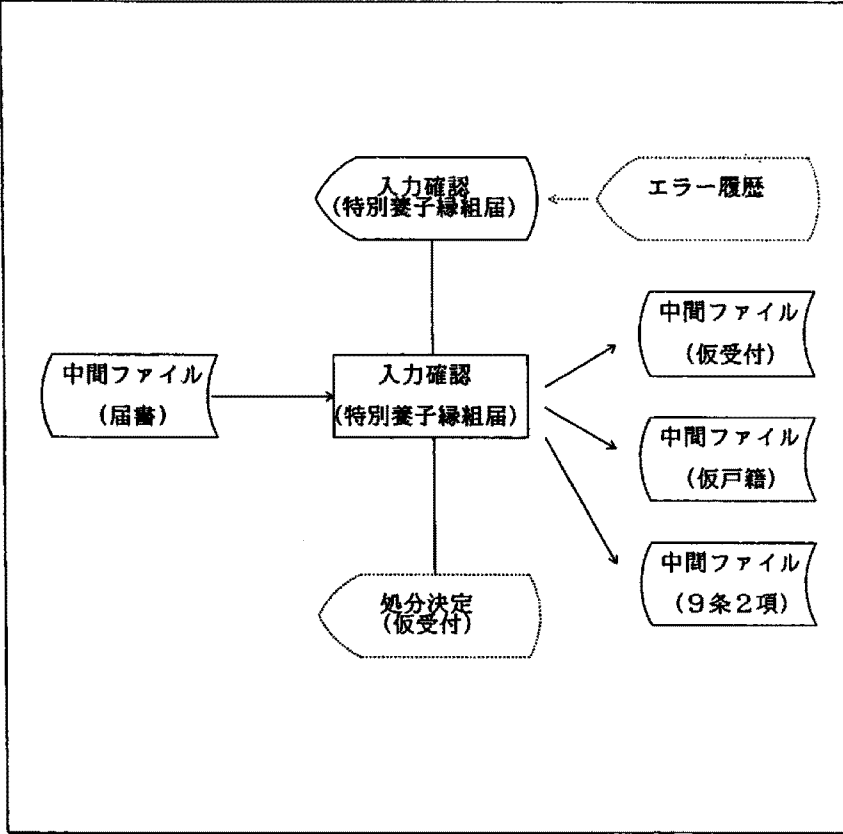 入力確認
(特別養子縁組届)
エラー履歴
中間ファイル
(仮受付)
中間ファイル
(届書)
入力確認
(特別養子縁組届)
中間ファイル
(仮戸籍)
中間ファイル
(9条2項)
処分決定
(仮受付)